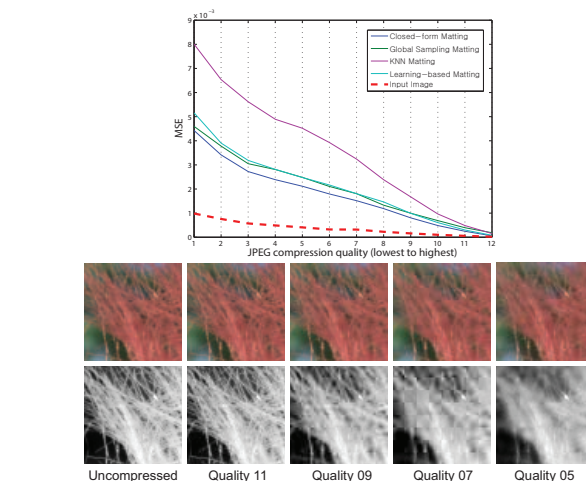 9 x 10⁻³
8
7
6
5
4
3
2
1
0
MSE
Closed-form Matting
Global Sampling Matting
KNN Matting
Learning-based Matting
Input Image
1 2 3 4 5 6 7 8 9 10 11 12
JPEG compression quality (lowest to highest)
Uncompressed Quality 11 Quality 09 Quality 07 Quality 05